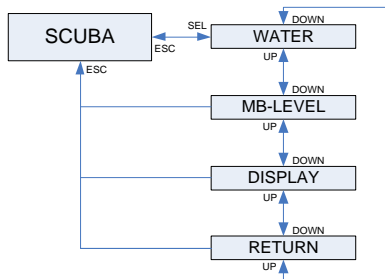 SCUBA
SEL
ESC
DOWN
WATER
UP
ESC
DOWN
MB-LEVEL
UP
DOWN
DISPLAY
UP
DOWN
RETURN
UP